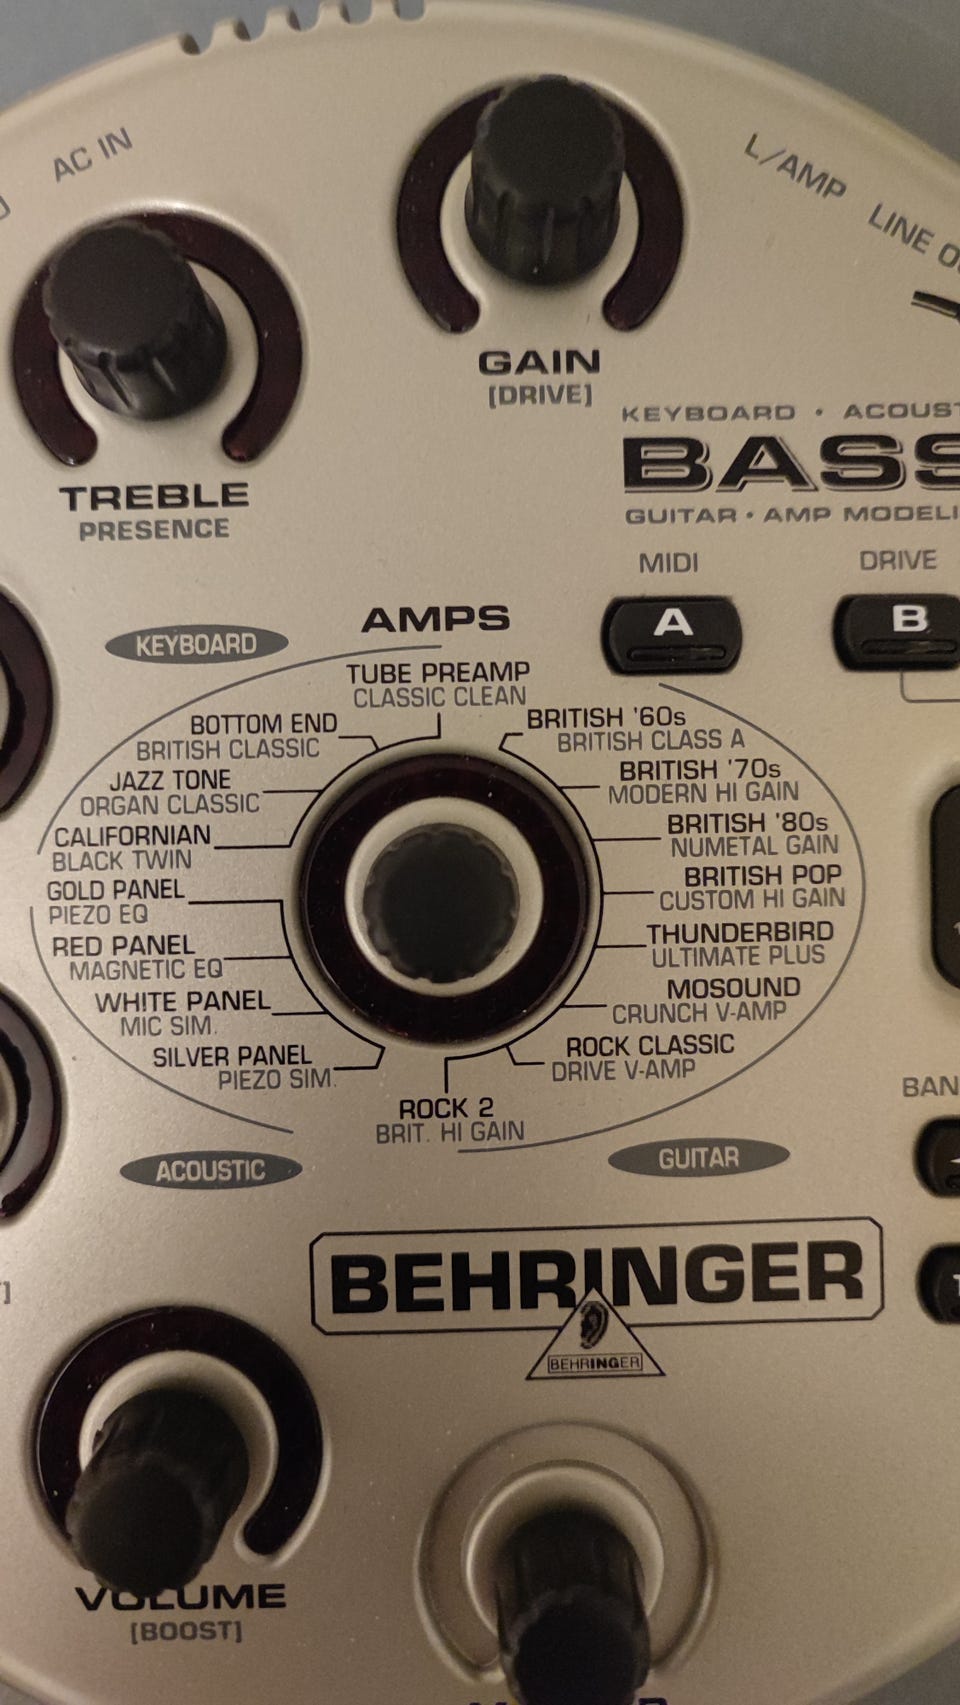 AC IN
L/AMP
LINE
GAIN
[DRIVE]
TREBLE
PRESENCE
KEYBOARD •
BASS
GUITAR • AMP
MIDI
DRIVE
A
B
AMPS
KEYBOARD
TUBE PREAMP
CLASSIC CLEAN
BOTTOM END
BRITISH CLASSIC
JAZZ TONE
ORGAN CLASSIC
CALIFORNIAN
BLACK TWIN
GOLD PANEL
PIEZO EQ
RED PANEL
MAGNETIC EQ
WHITE PANEL
MIC SIM.
SILVER PANEL
PIEZO SIM.
BRITISH '60s
BRITISH CLASS A
BRITISH '70s
MODERN HI GAIN
BRITISH '80s
NUMETAL GAIN
BRITISH POP
CUSTOM HI GAIN
THUNDERBIRD
ULTIMATE PLUS
MOSOUND
CRUNCH V-AMP
ROCK CLASSIC
DRIVE V-AMP
ROCK 2
BRIT. HI GAIN
ACOUSTIC
GUITAR
BEHRINGER
BEHRINGER
VOLUME
[BOOST]